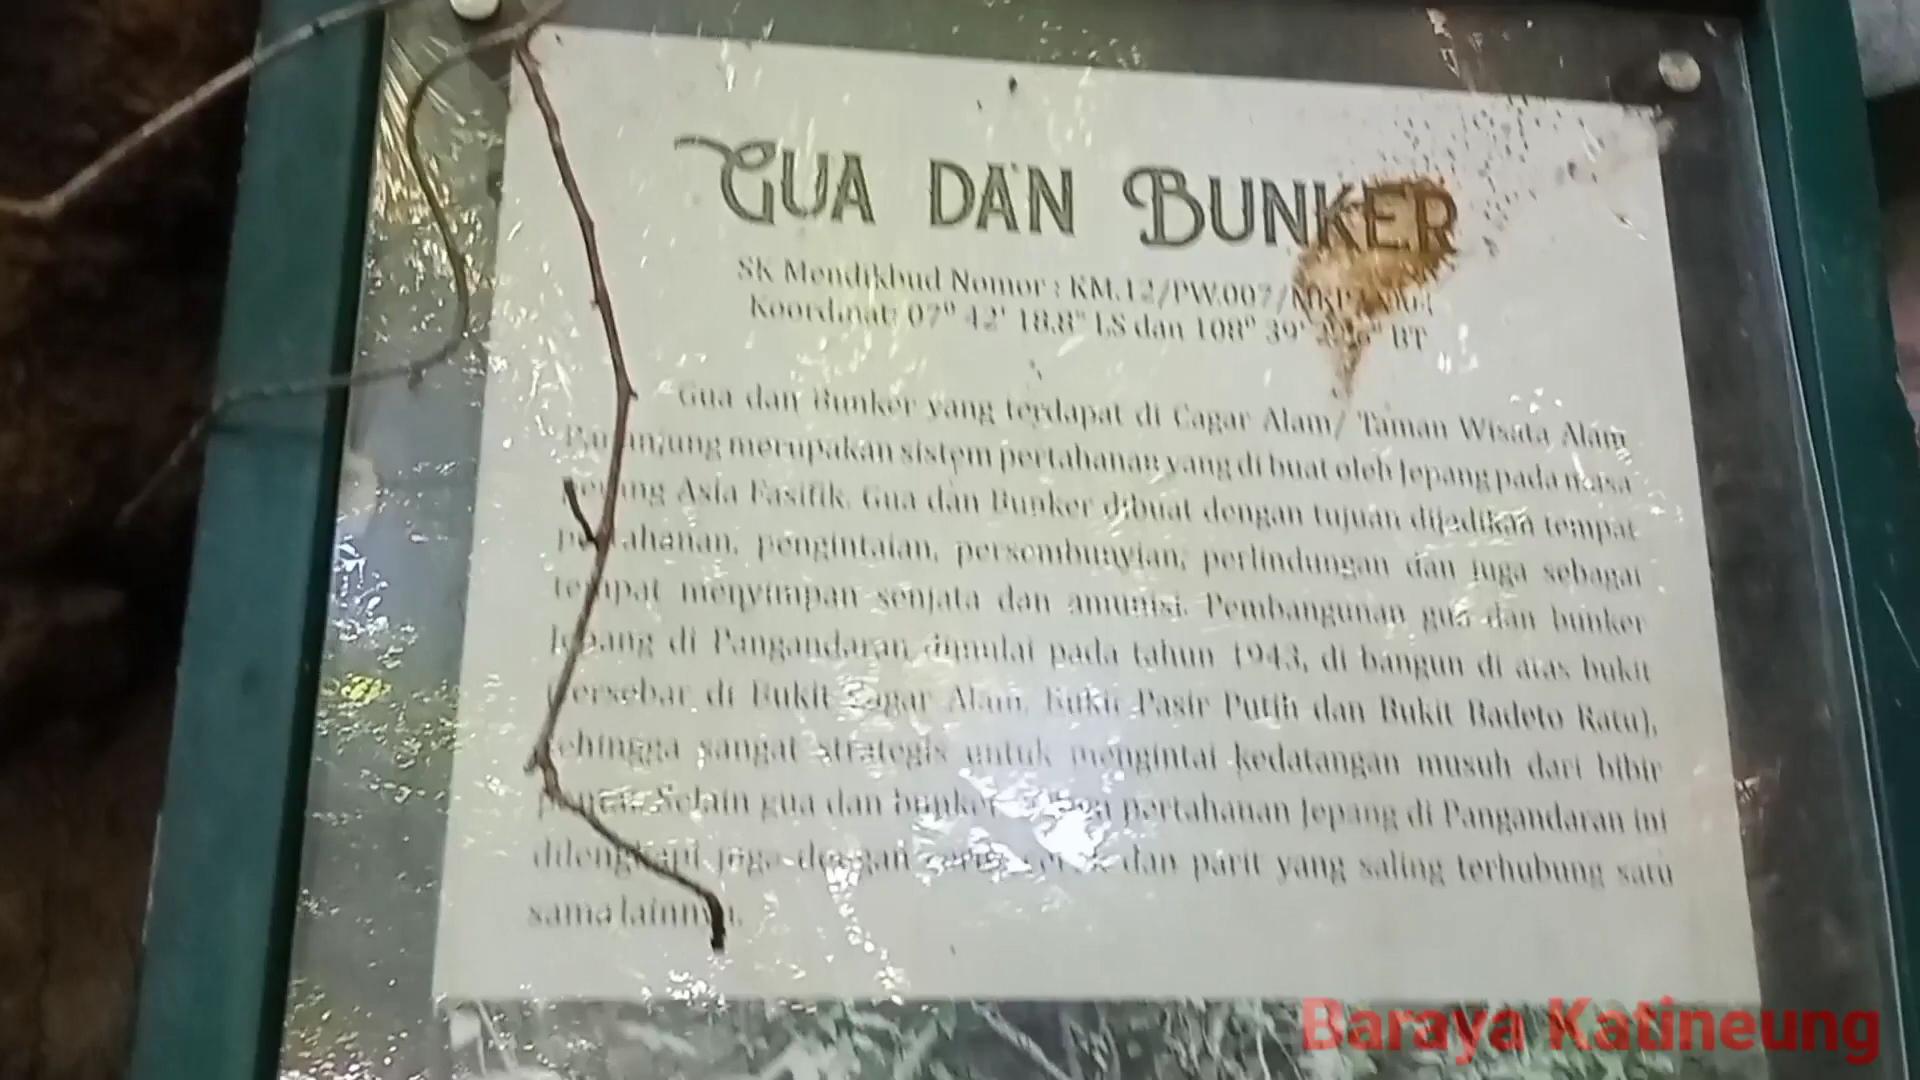 GUA DAN BUNKER
SK Mendikbud Nomor : KM.12/PW.007/
Koordinat: 07° 42' 18.8" LS dan 108° 39' BT
Gua dan Bunker yang terdapat di Cagar Alam/ Taman Wisata Alam
merupakan sistem pertahanan yang di buat oleh Jepang pada masa
Asia Fasifik. Gua dan Bunker dibuat dengan tujuan dijadikan tempat
pertahanan, pengintaian, persembunyian, perlindungan dan juga sebagai
tempat menyimpan senjata dan amunisi. Pembangunan gua dan bunker
Jepang di Pangandaran dimulai pada tahun 1943, di bangun di atas bukit
tersebar di Bukit Cagar Alam, Bukit Pasir Putih dan Bukit Badeto Ratu),
sehingga sangat strategis untuk mengintai kedatangan musuh dari bibir
pantai. Selain gua dan bunker, pertahanan Jepang di Pangandaran ini
dilengkapi juga dengan dan parit yang saling terhubung satu
sama lainnya.
Baraya Katineung